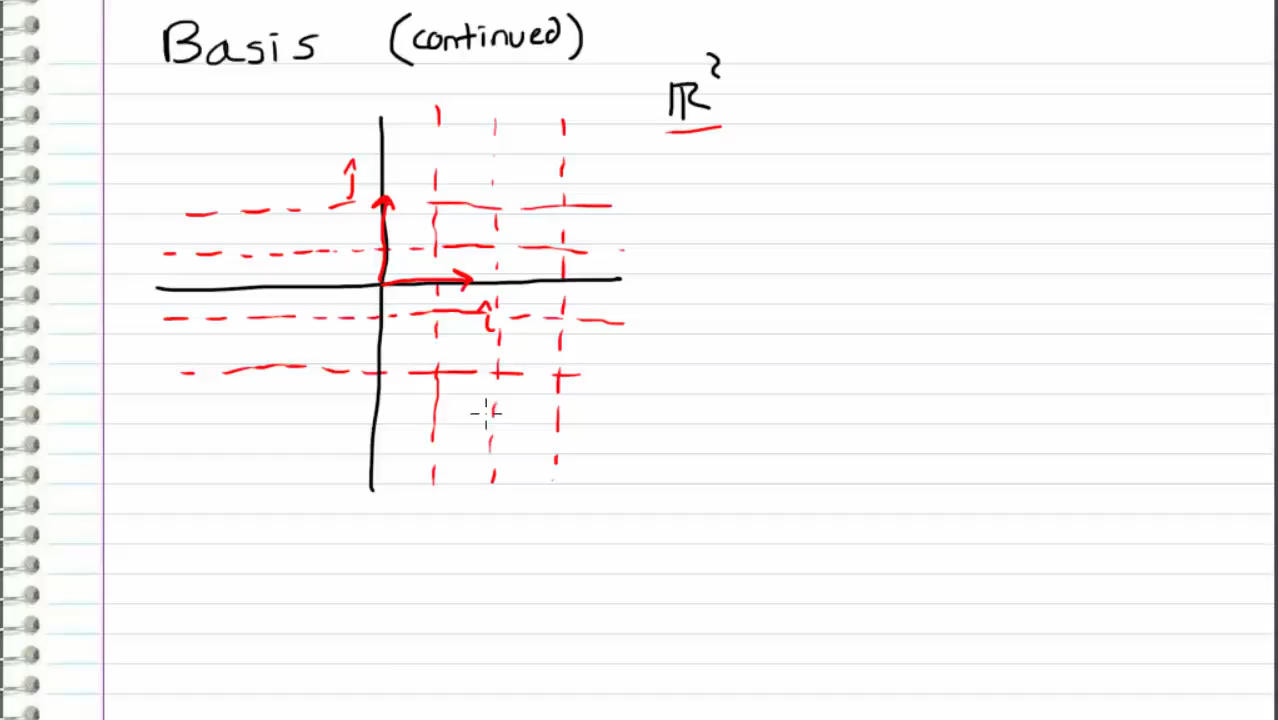 Basis (continued)
ℝ²
ĵ
î